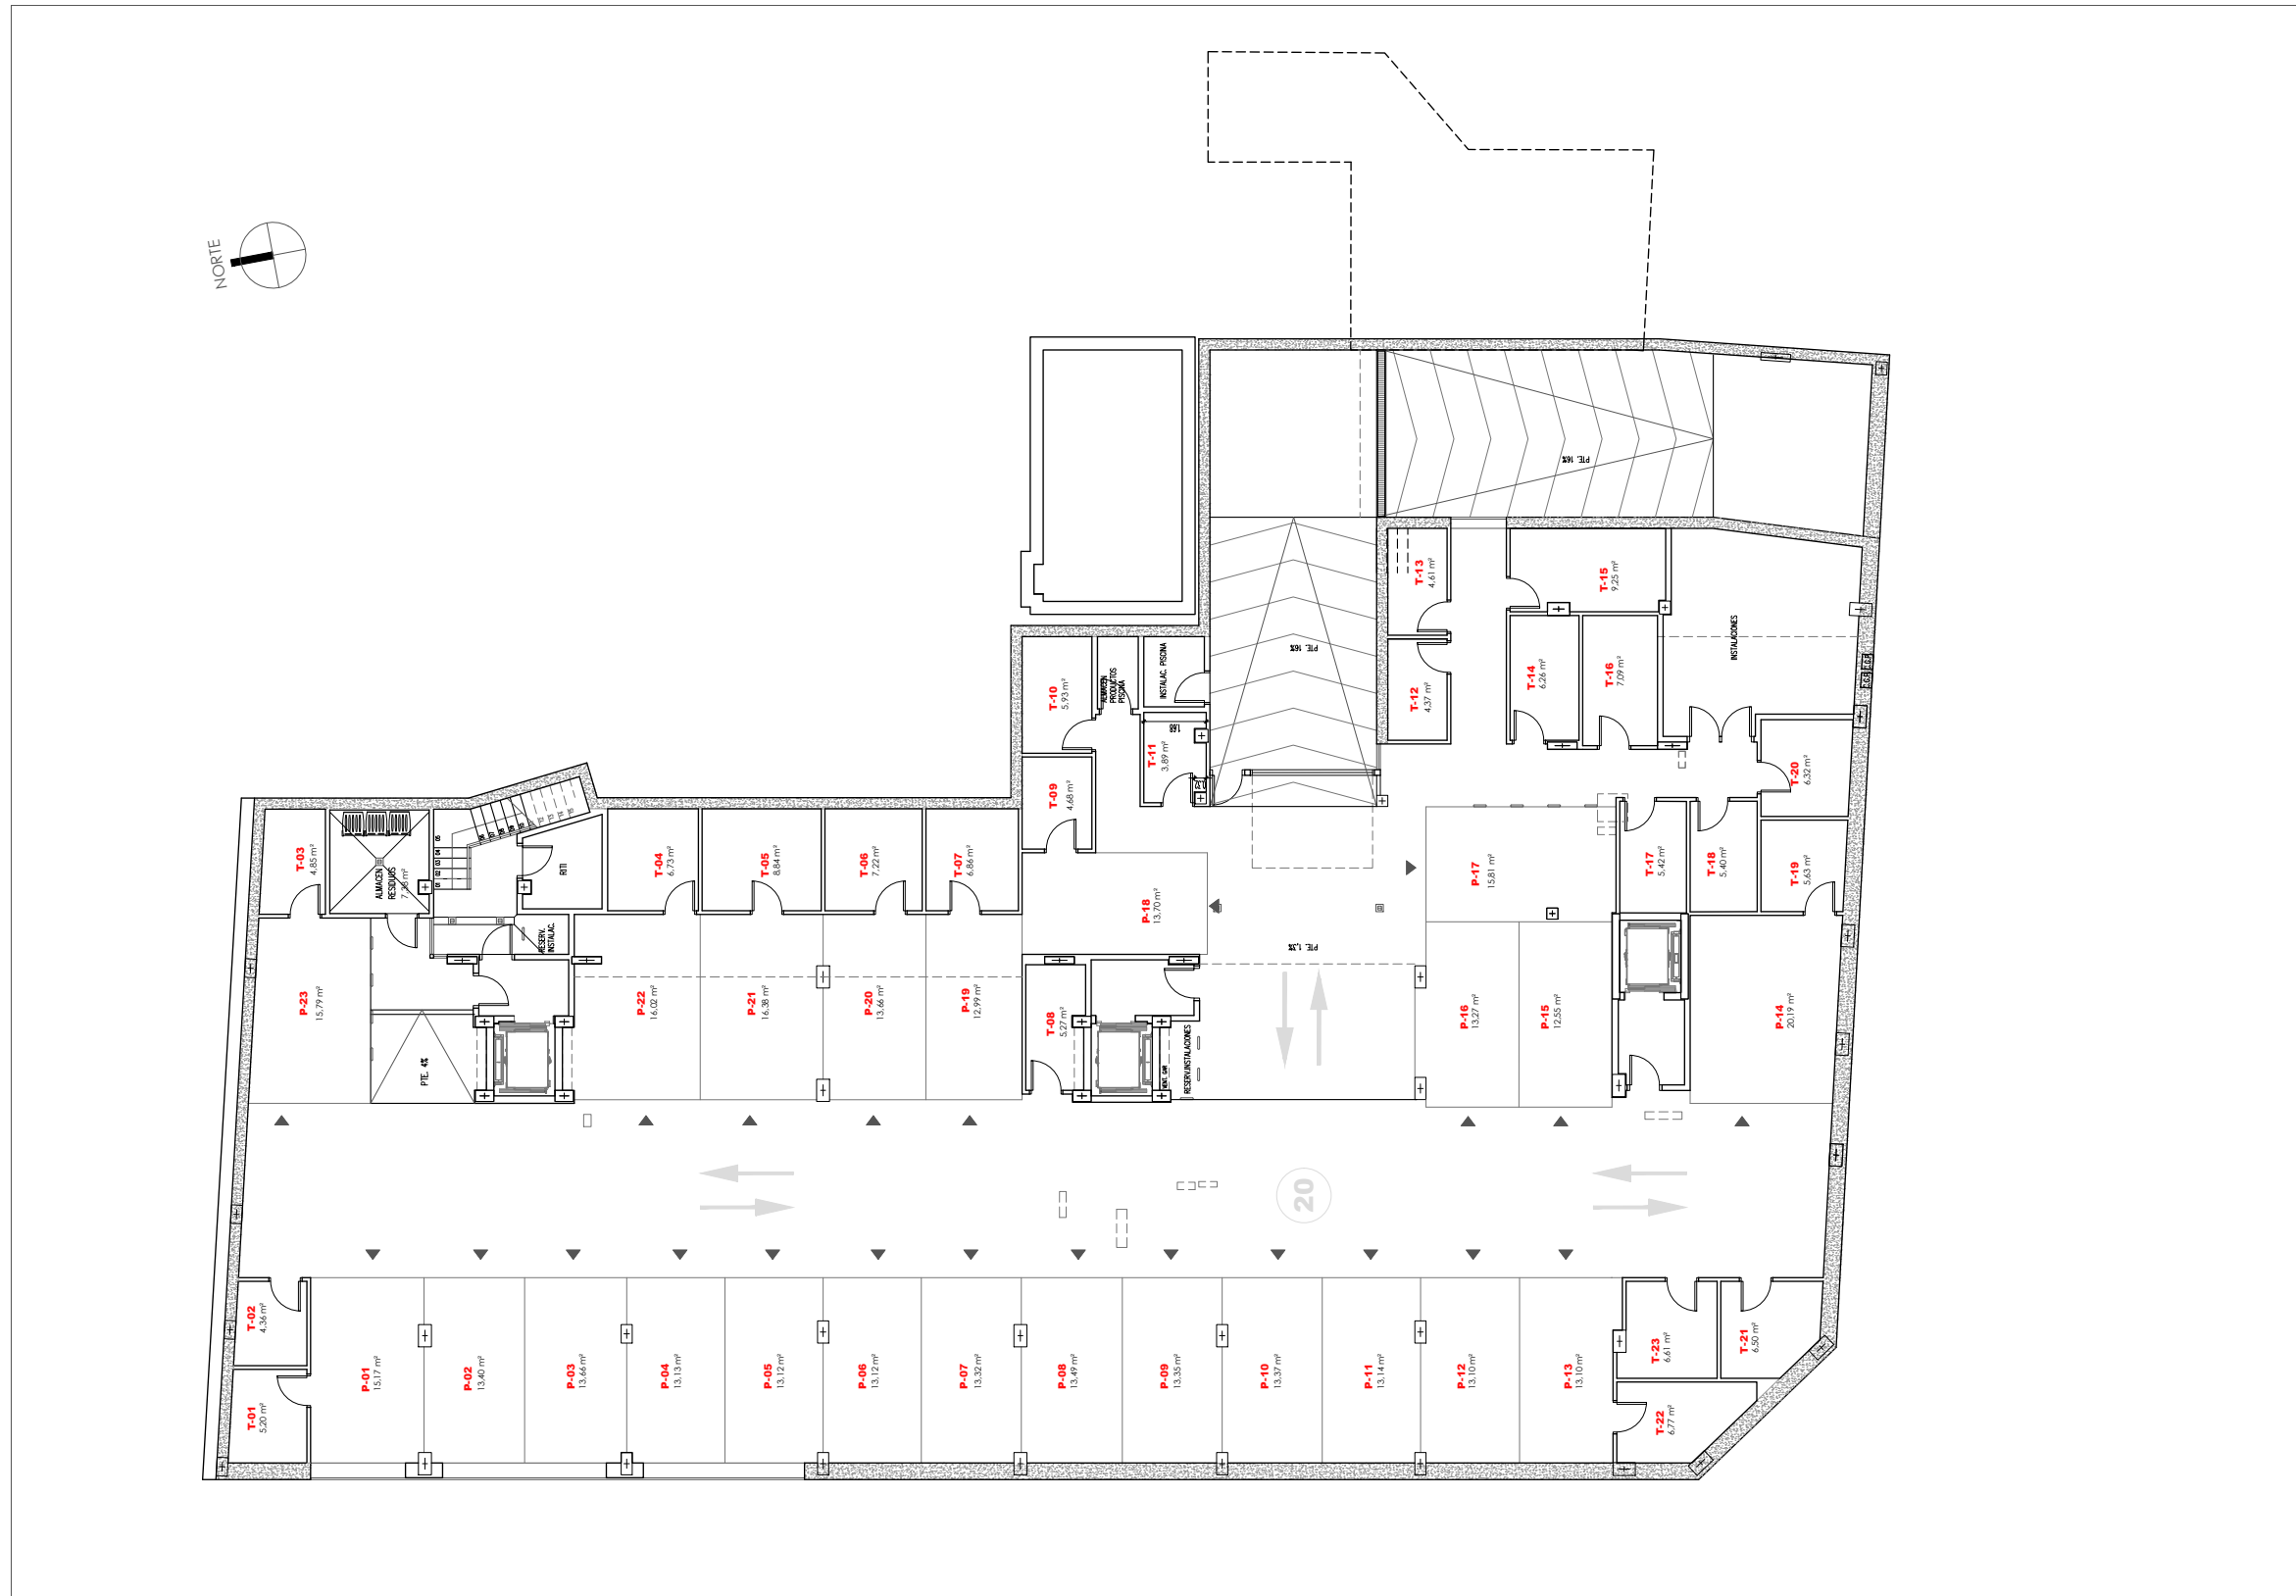 NORTE
PTE. 16%
T-13
4,61 m²
T-15
9,25 m²
T-12
4,37 m²
T-14
6,26 m²
T-16
7,09 m²
INSTALACIONES
PTE. 16%
T-10
5,93 m²
ALMACEN
PRODUCTOS
PISCINA
INSTALAC. PISCINA
T-11
3,89 m²
1.68
T-09
4,68 m²
T-20
6,32 m²
T-03
4,85 m²
ALMACEN
RESIDUOS
01
02
03
04
05
RITI
T-04
6,73 m²
T-05
8,84 m²
T-06
7,22 m²
T-07
6,86 m²
P-17
15,81 m²
T-17
5,42 m²
T-18
5,40 m²
T-19
5,63 m²
P-18
13,70 m²
RESERV.
INSTALAC.
PTE. 1,3%
P-23
15,79 m²
P-22
16,02 m²
P-21
16,38 m²
P-20
13,66 m²
P-19
12,99 m²
T-08
5,27 m²
VENT. GAR
RESERV.INSTALACIONES
P-16
13,27 m²
P-15
12,55 m²
P-14
20,19 m²
PTE. 4%
20
T-02
4,36 m²
T-01
5,20 m²
P-01
15,17 m²
P-02
13,40 m²
P-03
13,66 m²
P-04
13,13 m²
P-05
13,12 m²
P-06
13,12 m²
P-07
13,32 m²
P-08
13,49 m²
P-09
13,35 m²
P-10
13,37 m²
P-11
13,14 m²
P-12
13,10 m²
P-13
13,10 m²
T-23
6,61 m²
T-21
6,50 m²
T-22
6,77 m²